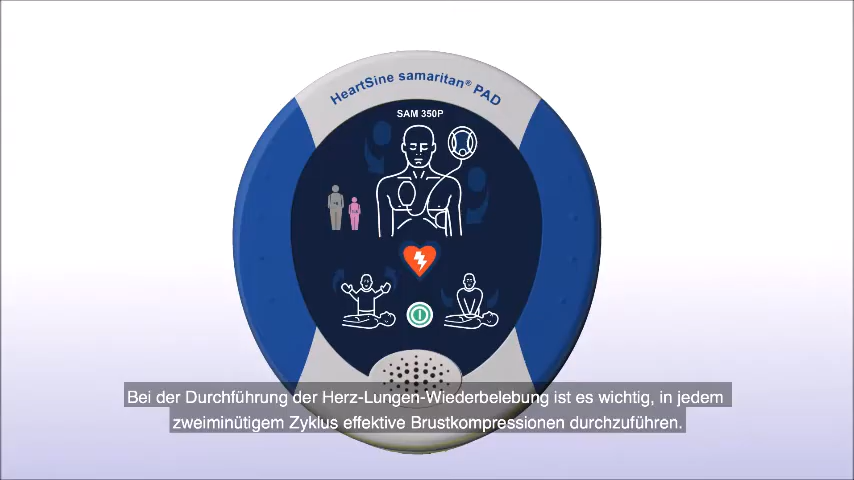 HeartSine samaritan® PAD
SAM 350P
Bei der Durchführung der Herz-Lungen-Wiederbelebung ist es wichtig, in jedem
zweiminütigem Zyklus effektive Brustkompressionen durchzuführen.